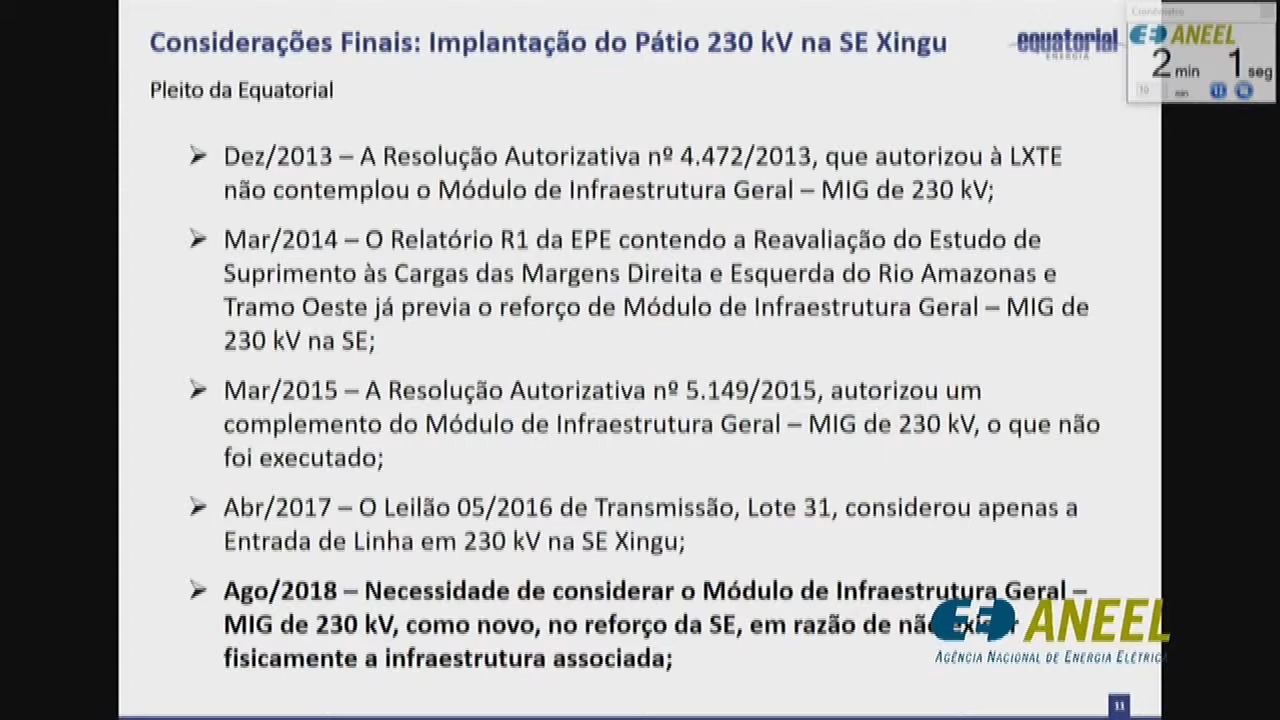 Considerações Finais: Implantação do Pátio 230 kV na SE Xingu
equatorial
ENERGIA
Cronômetro
ANEEL
2 min 1 seg
10 min
Pleito da Equatorial
➢ Dez/2013 – A Resolução Autorizativa nº 4.472/2013, que autorizou à LXTE
não contemplou o Módulo de Infraestrutura Geral – MIG de 230 kV;
➢ Mar/2014 – O Relatório R1 da EPE contendo a Reavaliação do Estudo de
Suprimento às Cargas das Margens Direita e Esquerda do Rio Amazonas e
Tramo Oeste já previa o reforço de Módulo de Infraestrutura Geral – MIG de
230 kV na SE;
➢ Mar/2015 – A Resolução Autorizativa nº 5.149/2015, autorizou um
complemento do Módulo de Infraestrutura Geral – MIG de 230 kV, o que não
foi executado;
➢ Abr/2017 – O Leilão 05/2016 de Transmissão, Lote 31, considerou apenas a
Entrada de Linha em 230 kV na SE Xingu;
➢ Ago/2018 – Necessidade de considerar o Módulo de Infraestrutura Geral –
MIG de 230 kV, como novo, no reforço da SE, em razão de não
fisicamente a infraestrutura associada;
ANEEL
AGÊNCIA NACIONAL DE ENERGIA ELÉTRICA
11